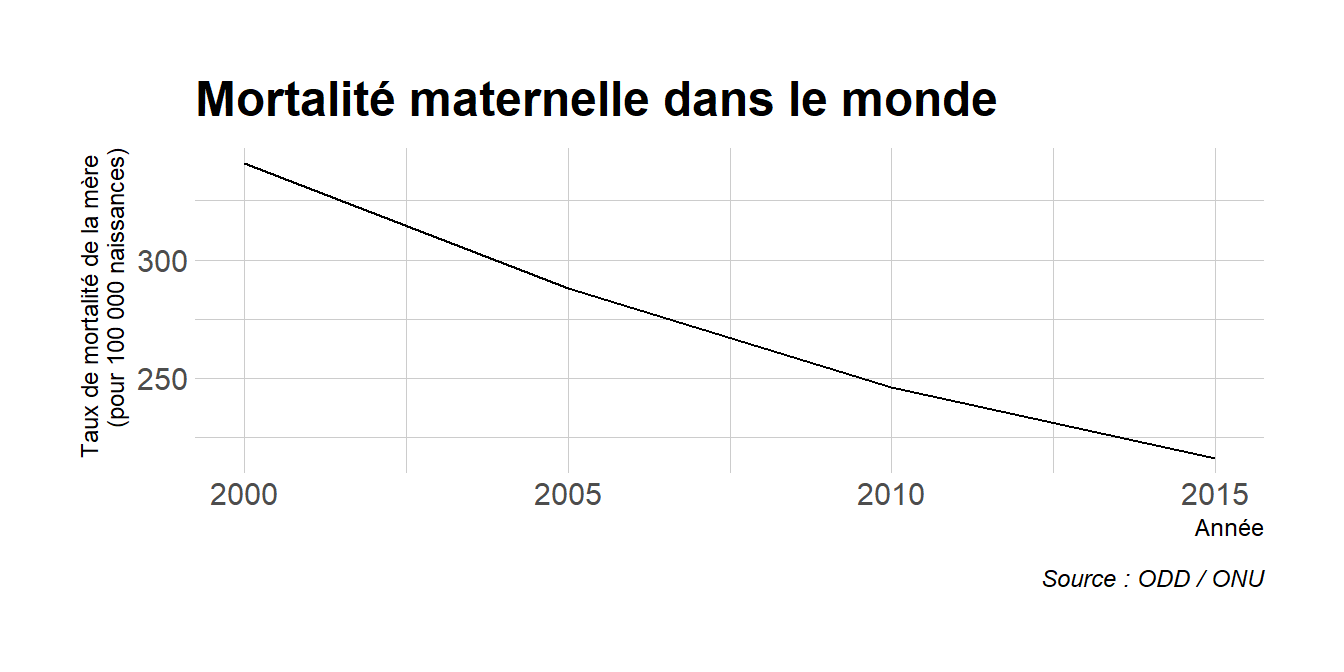 Mortalité maternelle dans le monde
Taux de mortalité de la mère
(pour 100 000 naissances)
300
250
2000 2005 2010 2015
Année
Source : ODD / ONU